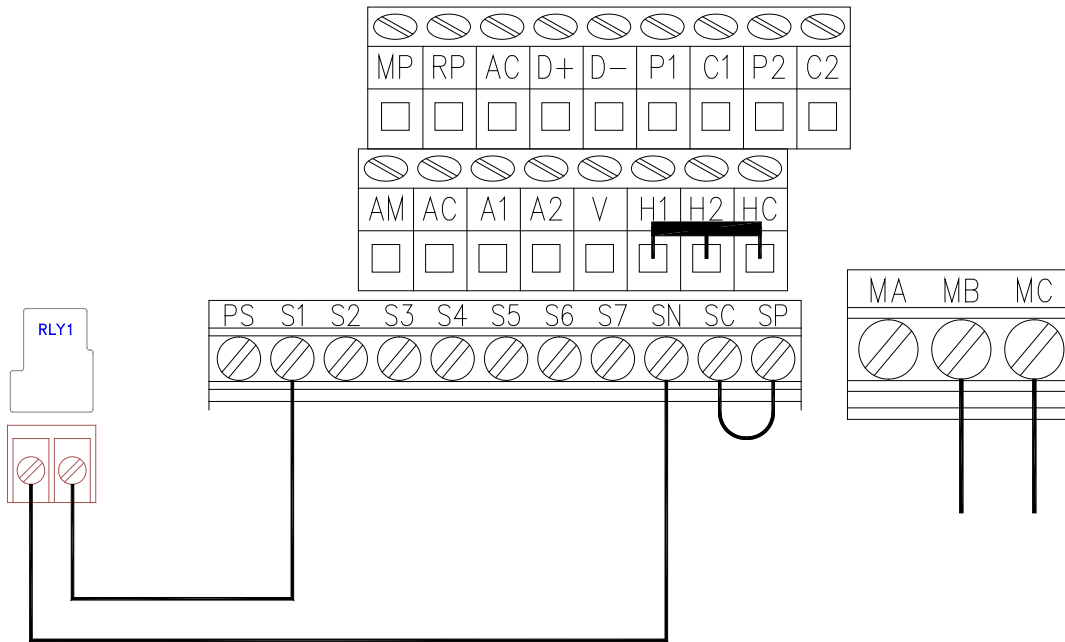 MP RP AC D+ D- P1 C1 P2 C2
AM AC A1 A2 V H1 H2 HC
PS S1 S2 S3 S4 S5 S6 S7 SN SC SP
MA MB MC
RLY1